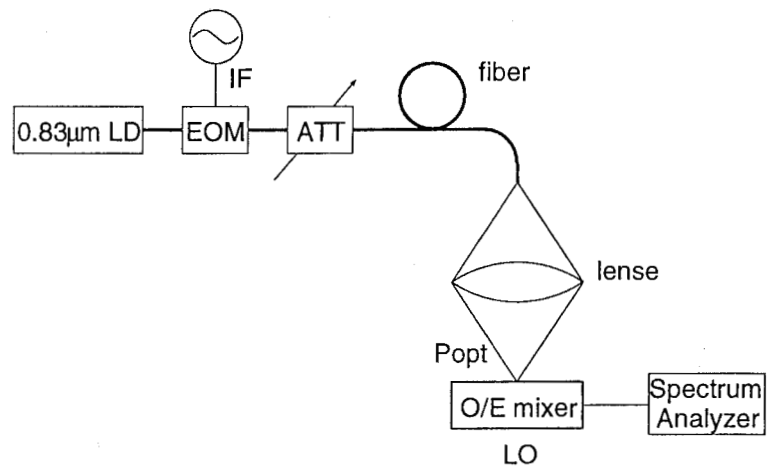 IF
fiber
0.83μm LD
EOM
ATT
lense
Popt
O/E mixer
Spectrum
Analyzer
LO